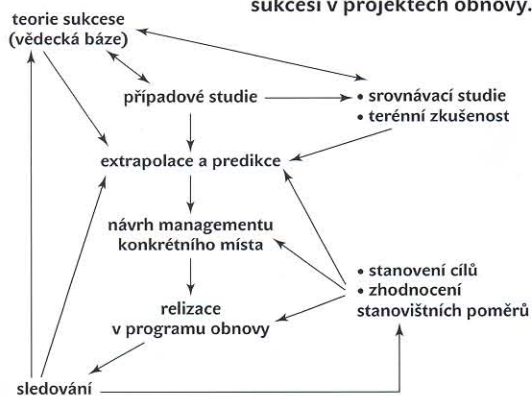 sukcesí v projektech obnovy.
teorie sukcese
(vědecká báze)
případové studie
• srovnávací studie
• terénní zkušenost
extrapolace a predikce
návrh managementu
konkrétního místa
• stanovení cílů
• zhodnocení
stanovištních poměrů
relizace
v programu obnovy
sledování